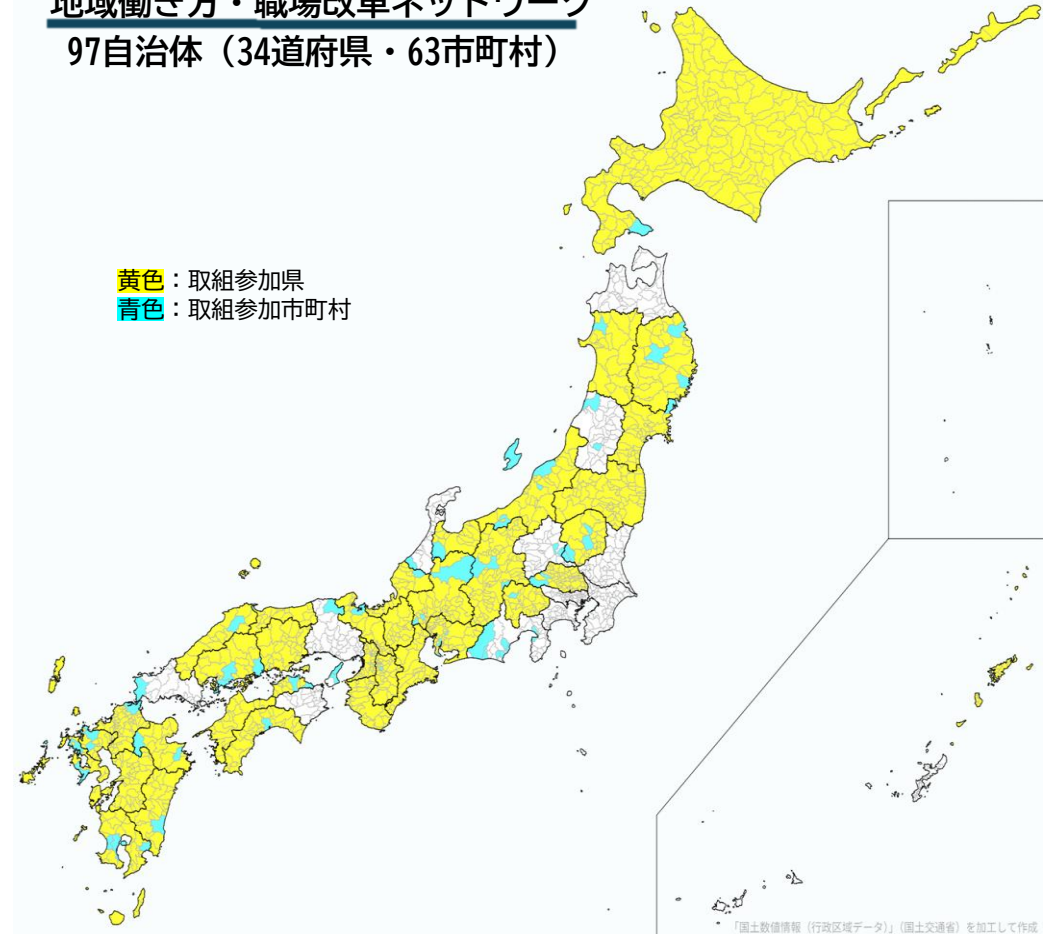 地域働き方・職場改革ネットワーク
97自治体（34道府県・63市町村）
黄色：取組参加県
青色：取組参加市町村
「国土数値情報（行政区域データ）」（国土交通省）を加工して作成